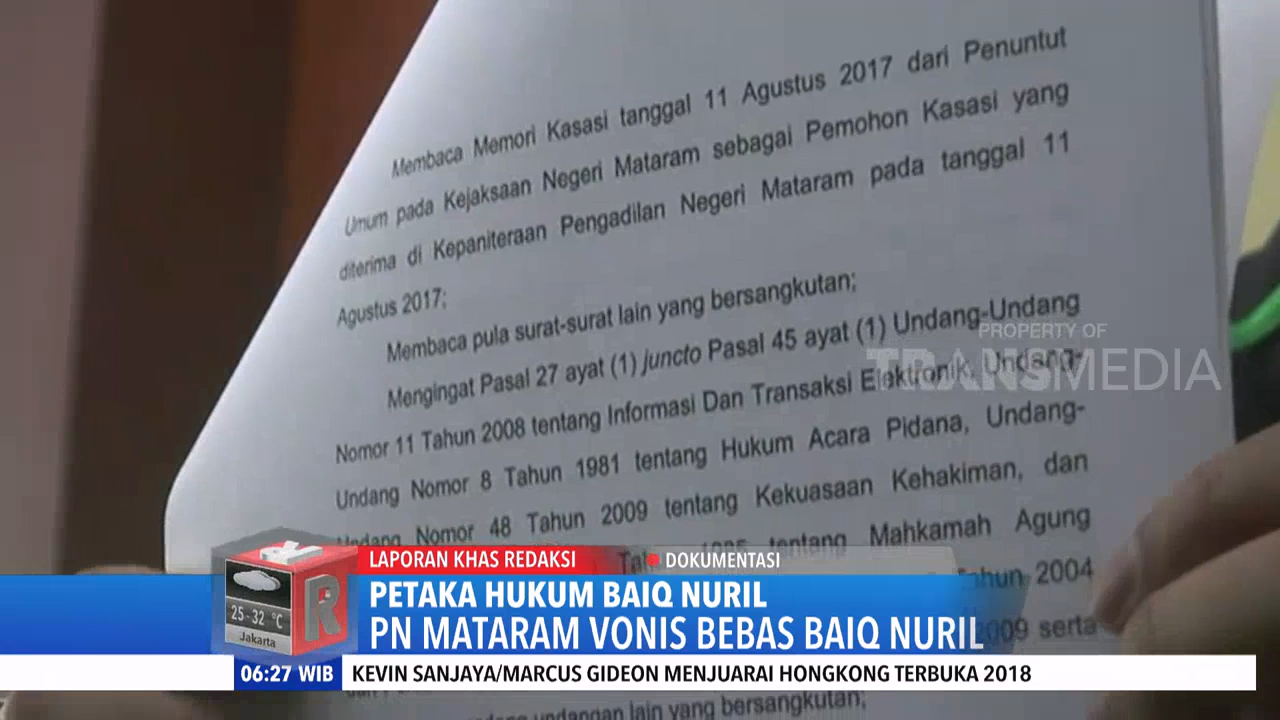 Membaca Memori Kasasi tanggal 11 Agustus 2017 dari Penuntut
Umum pada Kejaksaan Negeri Mataram sebagai Pemohon Kasasi yang
diterima di Kepaniteraan Pengadilan Negeri Mataram pada tanggal 11
Agustus 2017;
Membaca pula surat-surat lain yang bersangkutan;
Mengingat Pasal 27 ayat (1) juncto Pasal 45 ayat (1) Undang-Undang
Nomor 11 Tahun 2008 tentang Informasi Dan Transaksi Elektronik, Undang-
Undang Nomor 8 Tahun 1981 tentang Hukum Acara Pidana, Undang-
Undang Nomor 48 Tahun 2009 tentang Kekuasaan Kehakiman, dan
tentang Mahkamah Agung
Tahun 2004
2009 serta
undangan lain yang bersangkutan;
PROPERTY OF
TRANSMEDIA
LAPORAN KHAS REDAKSI
DOKUMENTASI
R
25-32 °C
Jakarta
PETAKA HUKUM BAIQ NURIL
PN MATARAM VONIS BEBAS BAIQ NURIL
06:27 WIB
KEVIN SANJAYA/MARCUS GIDEON MENJUARAI HONGKONG TERBUKA 2018